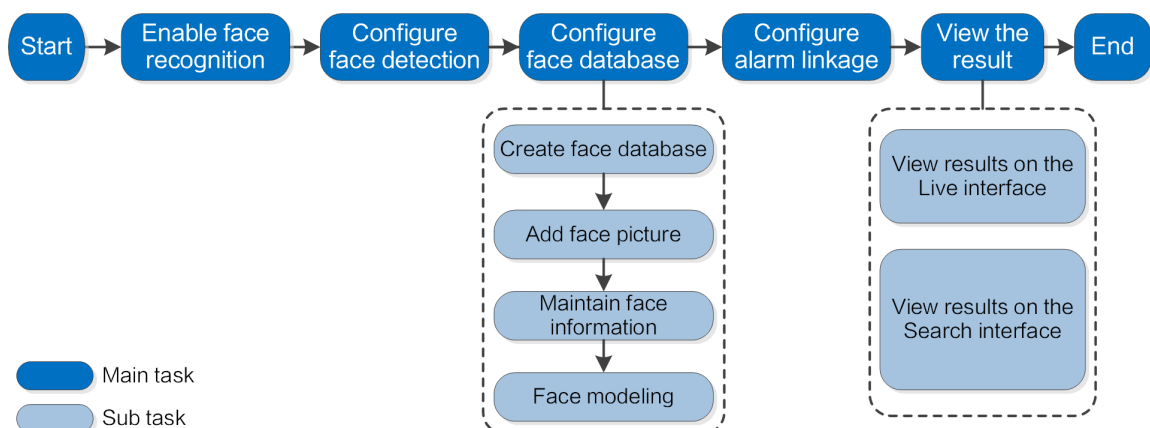 Start
Enable face
recognition
Configure
face detection
Configure
face database
Configure
alarm linkage
View the
result
End
Create face database
Add face picture
Maintain face
information
Face modeling
View results on the
Live interface
View results on the
Search interface
Main task
Sub task